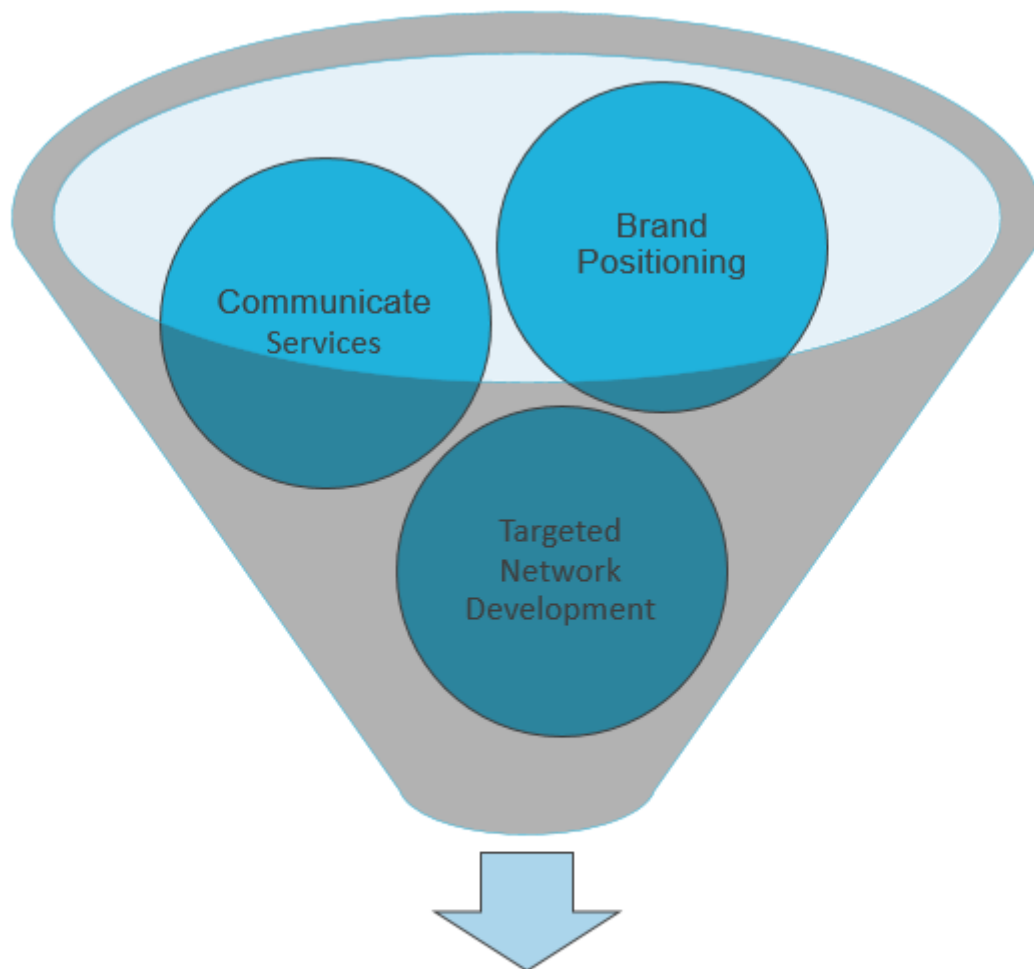 Brand
Positioning
Communicate
Services
Targeted
Network
Development